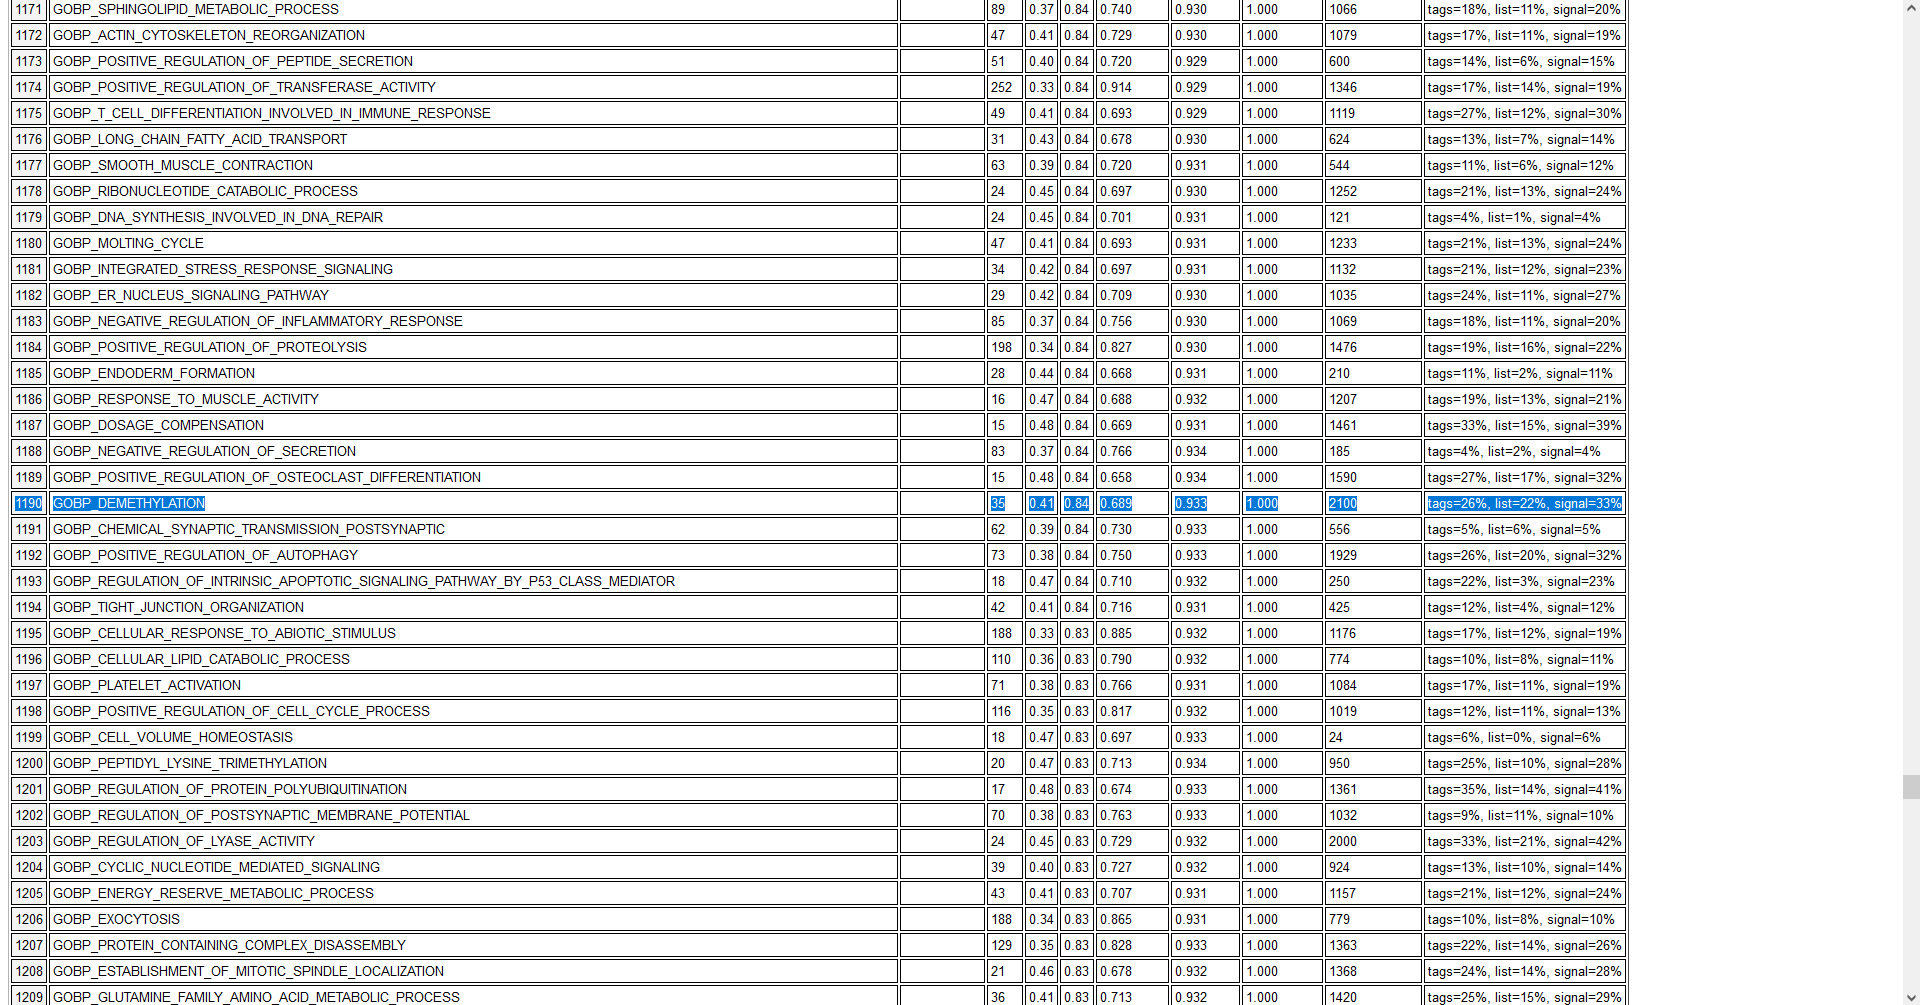 1171 GOBP_SPHINGOLIPID_METABOLIC_PROCESS 89 0.37 0.84 0.740 0.930 1.000 1066 tags=18%, list=11%, signal=20%
1172 GOBP_ACTIN_CYTOSKELETON_REORGANIZATION 47 0.41 0.84 0.729 0.930 1.000 1079 tags=17%, list=11%, signal=19%
1173 GOBP_POSITIVE_REGULATION_OF_PEPTIDE_SECRETION 51 0.40 0.84 0.720 0.929 1.000 600 tags=14%, list=6%, signal=15%
1174 GOBP_POSITIVE_REGULATION_OF_TRANSFERASE_ACTIVITY 252 0.33 0.84 0.914 0.929 1.000 1346 tags=17%, list=14%, signal=19%
1175 GOBP_T_CELL_DIFFERENTIATION_INVOLVED_IN_IMMUNE_RESPONSE 49 0.41 0.84 0.693 0.929 1.000 1119 tags=27%, list=12%, signal=30%
1176 GOBP_LONG_CHAIN_FATTY_ACID_TRANSPORT 31 0.43 0.84 0.678 0.930 1.000 624 tags=13%, list=7%, signal=14%
1177 GOBP_SMOOTH_MUSCLE_CONTRACTION 63 0.39 0.84 0.720 0.931 1.000 544 tags=11%, list=6%, signal=12%
1178 GOBP_RIBONUCLEOTIDE_CATABOLIC_PROCESS 24 0.45 0.84 0.697 0.930 1.000 1252 tags=21%, list=13%, signal=24%
1179 GOBP_DNA_SYNTHESIS_INVOLVED_IN_DNA_REPAIR 24 0.45 0.84 0.701 0.931 1.000 121 tags=4%, list=1%, signal=4%
1180 GOBP_MOLTING_CYCLE 47 0.41 0.84 0.693 0.931 1.000 1233 tags=21%, list=13%, signal=24%
1181 GOBP_INTEGRATED_STRESS_RESPONSE_SIGNALING 34 0.42 0.84 0.697 0.931 1.000 1132 tags=21%, list=12%, signal=23%
1182 GOBP_ER_NUCLEUS_SIGNALING_PATHWAY 29 0.42 0.84 0.709 0.930 1.000 1035 tags=24%, list=11%, signal=27%
1183 GOBP_NEGATIVE_REGULATION_OF_INFLAMMATORY_RESPONSE 85 0.37 0.84 0.756 0.930 1.000 1069 tags=18%, list=11%, signal=20%
1184 GOBP_POSITIVE_REGULATION_OF_PROTEOLYSIS 198 0.34 0.84 0.827 0.930 1.000 1476 tags=19%, list=16%, signal=22%
1185 GOBP_ENDODERM_FORMATION 28 0.44 0.84 0.668 0.931 1.000 210 tags=11%, list=2%, signal=11%
1186 GOBP_RESPONSE_TO_MUSCLE_ACTIVITY 16 0.47 0.84 0.688 0.932 1.000 1207 tags=19%, list=13%, signal=21%
1187 GOBP_DOSAGE_COMPENSATION 15 0.48 0.84 0.669 0.931 1.000 1461 tags=33%, list=15%, signal=39%
1188 GOBP_NEGATIVE_REGULATION_OF_SECRETION 83 0.37 0.84 0.766 0.934 1.000 185 tags=4%, list=2%, signal=4%
1189 GOBP_POSITIVE_REGULATION_OF_OSTEOCLAST_DIFFERENTIATION 15 0.48 0.84 0.658 0.934 1.000 1590 tags=27%, list=17%, signal=32%
1190 GOBP_DEMETHYLATION 35 0.41 0.84 0.689 0.933 1.000 2100 tags=26%, list=22%, signal=33%
1191 GOBP_CHEMICAL_SYNAPTIC_TRANSMISSION_POSTSYNAPTIC 62 0.39 0.84 0.730 0.933 1.000 556 tags=5%, list=6%, signal=5%
1192 GOBP_POSITIVE_REGULATION_OF_AUTOPHAGY 73 0.38 0.84 0.750 0.933 1.000 1929 tags=26%, list=20%, signal=32%
1193 GOBP_REGULATION_OF_INTRINSIC_APOPTOTIC_SIGNALING_PATHWAY_BY_P53_CLASS_MEDIATOR 18 0.47 0.84 0.710 0.932 1.000 250 tags=22%, list=3%, signal=23%
1194 GOBP_TIGHT_JUNCTION_ORGANIZATION 42 0.41 0.84 0.716 0.931 1.000 425 tags=12%, list=4%, signal=12%
1195 GOBP_CELLULAR_RESPONSE_TO_ABIOTIC_STIMULUS 188 0.33 0.83 0.885 0.932 1.000 1176 tags=17%, list=12%, signal=19%
1196 GOBP_CELLULAR_LIPID_CATABOLIC_PROCESS 110 0.36 0.83 0.790 0.932 1.000 774 tags=10%, list=8%, signal=11%
1197 GOBP_PLATELET_ACTIVATION 71 0.38 0.83 0.766 0.931 1.000 1084 tags=17%, list=11%, signal=19%
1198 GOBP_POSITIVE_REGULATION_OF_CELL_CYCLE_PROCESS 116 0.35 0.83 0.817 0.932 1.000 1019 tags=12%, list=11%, signal=13%
1199 GOBP_CELL_VOLUME_HOMEOSTASIS 18 0.47 0.83 0.697 0.933 1.000 24 tags=6%, list=0%, signal=6%
1200 GOBP_PEPTIDYL_LYSINE_TRIMETHYLATION 20 0.47 0.83 0.713 0.934 1.000 950 tags=25%, list=10%, signal=28%
1201 GOBP_REGULATION_OF_PROTEIN_POLYUBIQUITINATION 17 0.48 0.83 0.674 0.933 1.000 1361 tags=35%, list=14%, signal=41%
1202 GOBP_REGULATION_OF_POSTSYNAPTIC_MEMBRANE_POTENTIAL 70 0.38 0.83 0.763 0.933 1.000 1032 tags=9%, list=11%, signal=10%
1203 GOBP_REGULATION_OF_LYASE_ACTIVITY 24 0.45 0.83 0.729 0.932 1.000 2000 tags=33%, list=21%, signal=42%
1204 GOBP_CYCLIC_NUCLEOTIDE_MEDIATED_SIGNALING 39 0.40 0.83 0.727 0.932 1.000 924 tags=13%, list=10%, signal=14%
1205 GOBP_ENERGY_RESERVE_METABOLIC_PROCESS 43 0.41 0.83 0.707 0.931 1.000 1157 tags=21%, list=12%, signal=24%
1206 GOBP_EXOCYTOSIS 188 0.34 0.83 0.865 0.931 1.000 779 tags=10%, list=8%, signal=10%
1207 GOBP_PROTEIN_CONTAINING_COMPLEX_DISASSEMBLY 129 0.35 0.83 0.828 0.933 1.000 1363 tags=22%, list=14%, signal=26%
1208 GOBP_ESTABLISHMENT_OF_MITOTIC_SPINDLE_LOCALIZATION 21 0.46 0.83 0.678 0.932 1.000 1368 tags=24%, list=14%, signal=28%
1209 GOBP_GLUTAMINE_FAMILY_AMINO_ACID_METABOLIC_PROCESS 36 0.41 0.83 0.713 0.932 1.000 1420 tags=25%, list=15%, signal=29%